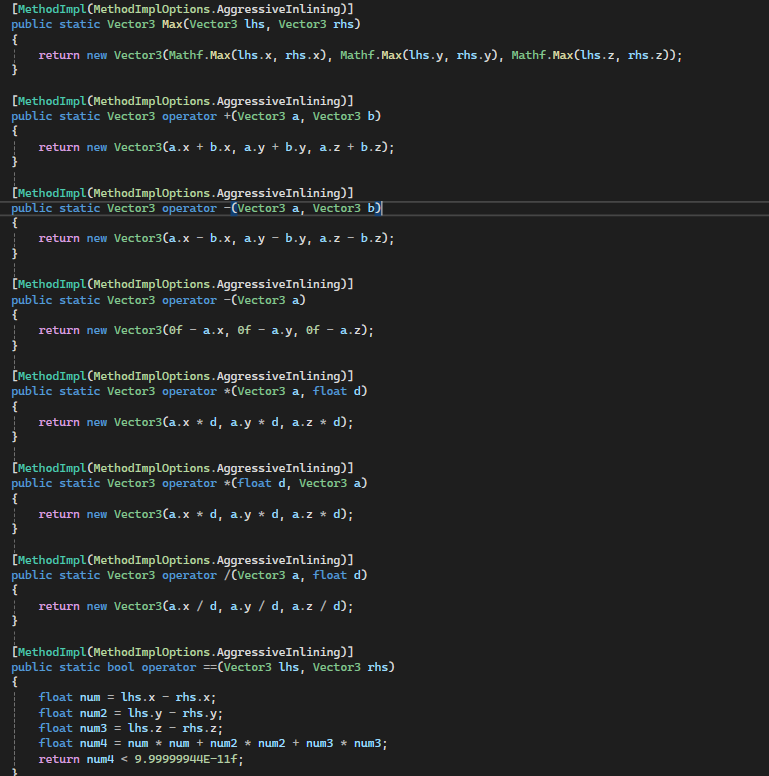 [MethodImpl(MethodImplOptions.AggressiveInlining)]
public static Vector3 Max(Vector3 lhs, Vector3 rhs)
{
    return new Vector3(Mathf.Max(lhs.x, rhs.x), Mathf.Max(lhs.y, rhs.y), Mathf.Max(lhs.z, rhs.z));
}

[MethodImpl(MethodImplOptions.AggressiveInlining)]
public static Vector3 operator +(Vector3 a, Vector3 b)
{
    return new Vector3(a.x + b.x, a.y + b.y, a.z + b.z);
}

[MethodImpl(MethodImplOptions.AggressiveInlining)]
public static Vector3 operator -(Vector3 a, Vector3 b)
{
    return new Vector3(a.x - b.x, a.y - b.y, a.z - b.z);
}

[MethodImpl(MethodImplOptions.AggressiveInlining)]
public static Vector3 operator -(Vector3 a)
{
    return new Vector3(0f - a.x, 0f - a.y, 0f - a.z);
}

[MethodImpl(MethodImplOptions.AggressiveInlining)]
public static Vector3 operator *(Vector3 a, float d)
{
    return new Vector3(a.x * d, a.y * d, a.z * d);
}

[MethodImpl(MethodImplOptions.AggressiveInlining)]
public static Vector3 operator *(float d, Vector3 a)
{
    return new Vector3(a.x * d, a.y * d, a.z * d);
}

[MethodImpl(MethodImplOptions.AggressiveInlining)]
public static Vector3 operator /(Vector3 a, float d)
{
    return new Vector3(a.x / d, a.y / d, a.z / d);
}

[MethodImpl(MethodImplOptions.AggressiveInlining)]
public static bool operator ==(Vector3 lhs, Vector3 rhs)
{
    float num = lhs.x - rhs.x;
    float num2 = lhs.y - rhs.y;
    float num3 = lhs.z - rhs.z;
    float num4 = num * num + num2 * num2 + num3 * num3;
    return num4 < 9.99999944E-11f;
}